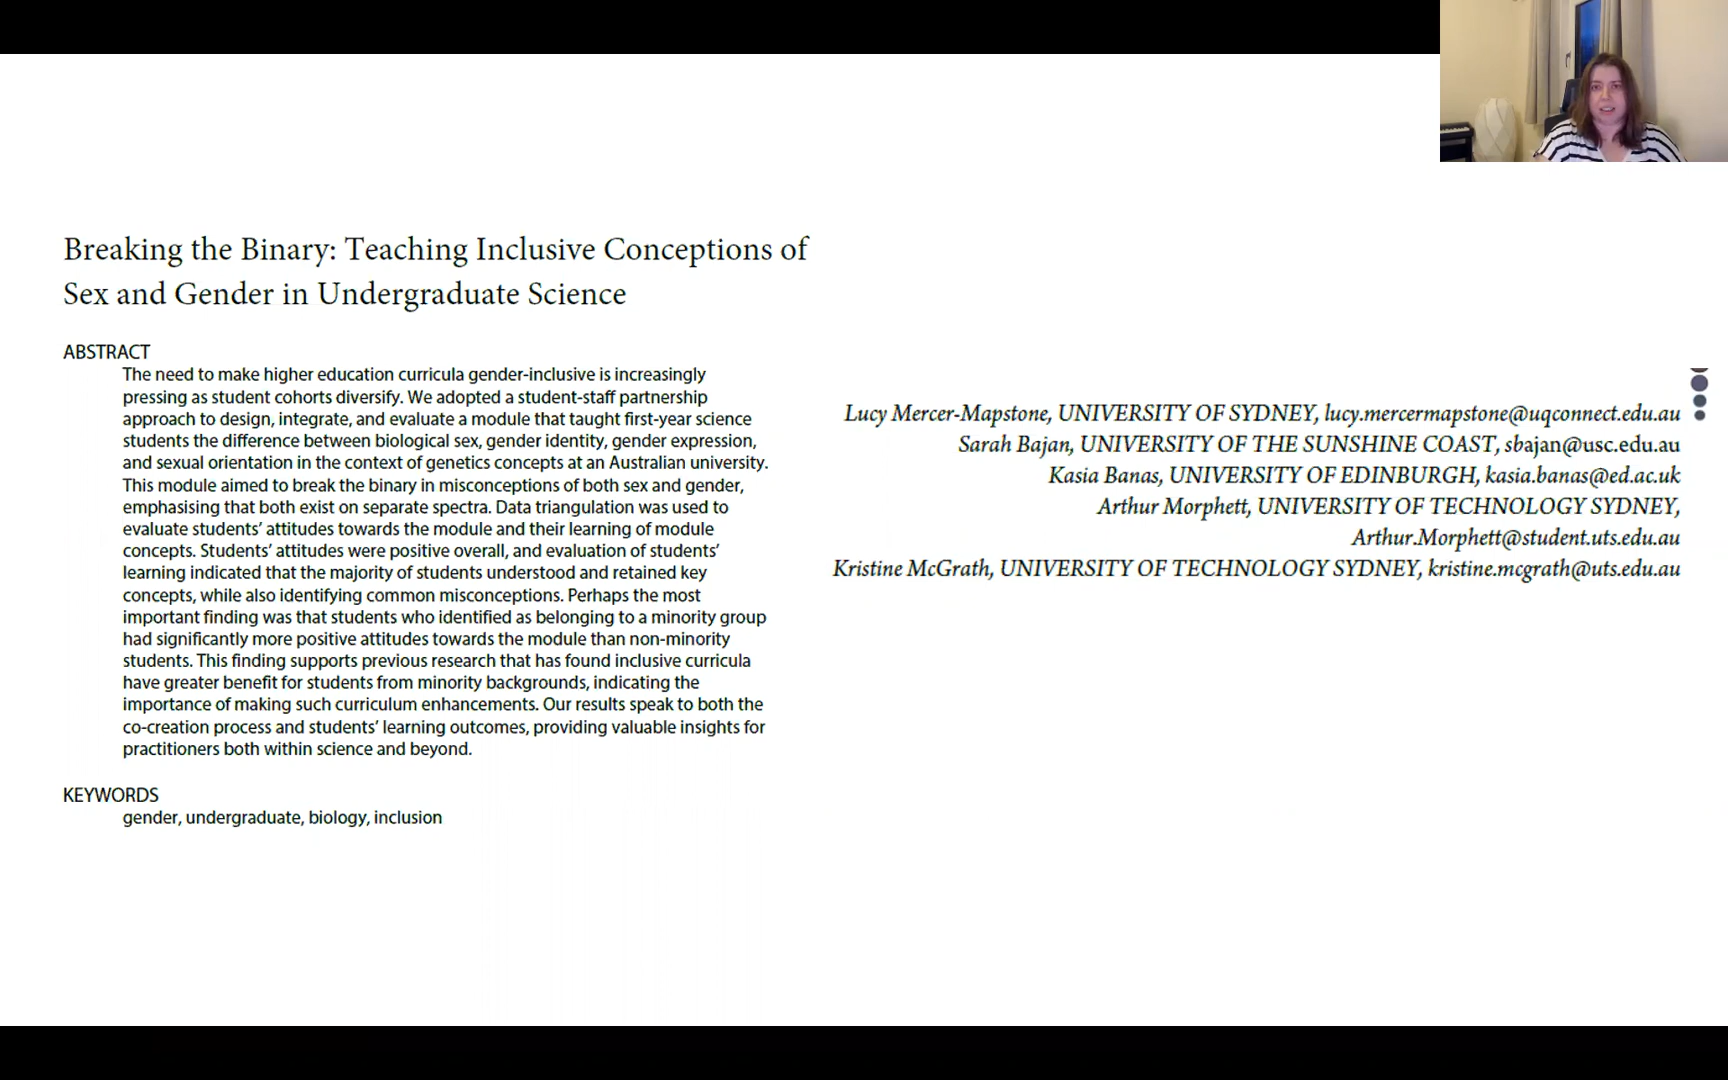 Breaking the Binary: Teaching Inclusive Conceptions of
Sex and Gender in Undergraduate Science
ABSTRACT
The need to make higher education curricula gender-inclusive is increasingly
pressing as student cohorts diversify. We adopted a student-staff partnership
approach to design, integrate, and evaluate a module that taught first-year science
students the difference between biological sex, gender identity, gender expression,
and sexual orientation in the context of genetics concepts at an Australian university.
This module aimed to break the binary in misconceptions of both sex and gender,
emphasising that both exist on separate spectra. Data triangulation was used to
evaluate students’ attitudes towards the module and their learning of module
concepts. Students’ attitudes were positive overall, and evaluation of students’
learning indicated that the majority of students understood and retained key
concepts, while also identifying common misconceptions. Perhaps the most
important finding was that students who identified as belonging to a minority group
had significantly more positive attitudes towards the module than non-minority
students. This finding supports previous research that has found inclusive curricula
have greater benefit for students from minority backgrounds, indicating the
importance of making such curriculum enhancements. Our results speak to both the
co-creation process and students’ learning outcomes, providing valuable insights for
practitioners both within science and beyond.
KEYWORDS
gender, undergraduate, biology, inclusion
Lucy Mercer-Mapstone, UNIVERSITY OF SYDNEY, lucy.mercermapstone@uqconnect.edu.au
Sarah Bajan, UNIVERSITY OF THE SUNSHINE COAST, sbajan@usc.edu.au
Kasia Banas, UNIVERSITY OF EDINBURGH, kasia.banas@ed.ac.uk
Arthur Morphett, UNIVERSITY OF TECHNOLOGY SYDNEY,
Arthur.Morphett@student.uts.edu.au
Kristine McGrath, UNIVERSITY OF TECHNOLOGY SYDNEY, kristine.mcgrath@uts.edu.au